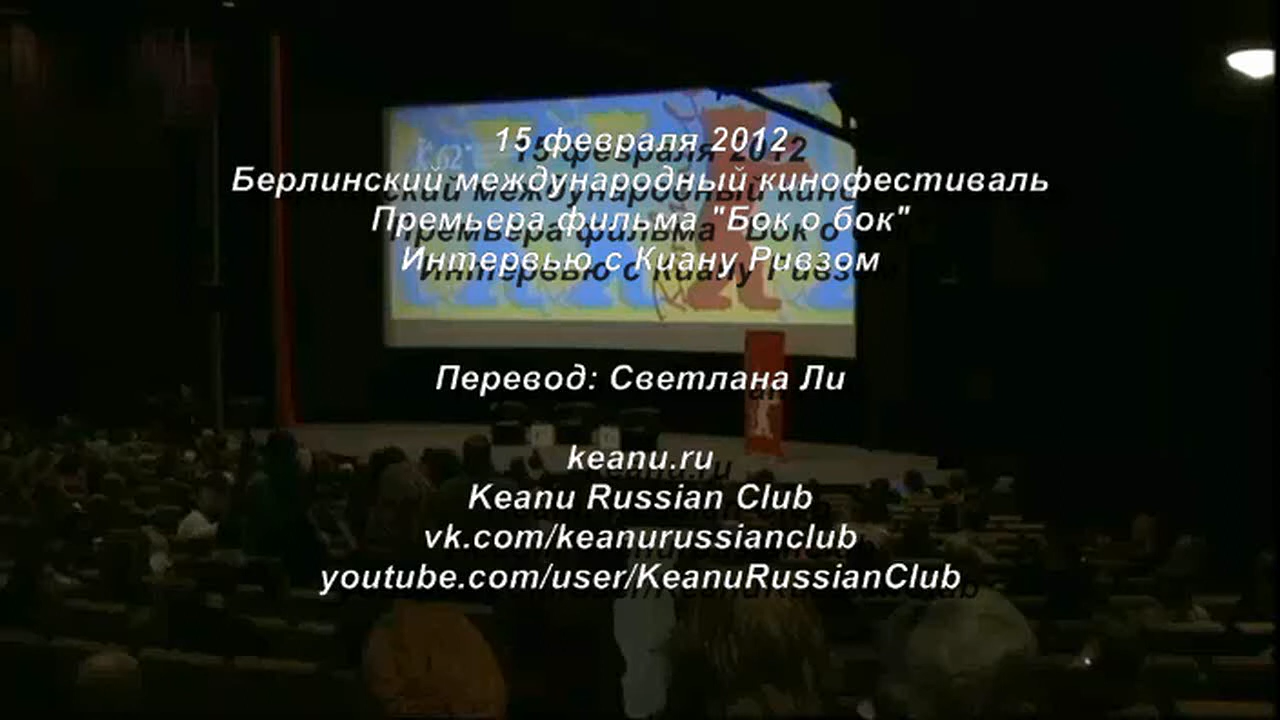 15 февраля 2012
Берлинский международный кинофестиваль
Премьера фильма "Бок о бок"
Интервью с Киану Ривзом
Перевод: Светлана Ли
keanu.ru
Keanu Russian Club
vk.com/keanurussianclub
youtube.com/user/KeanuRussianClub